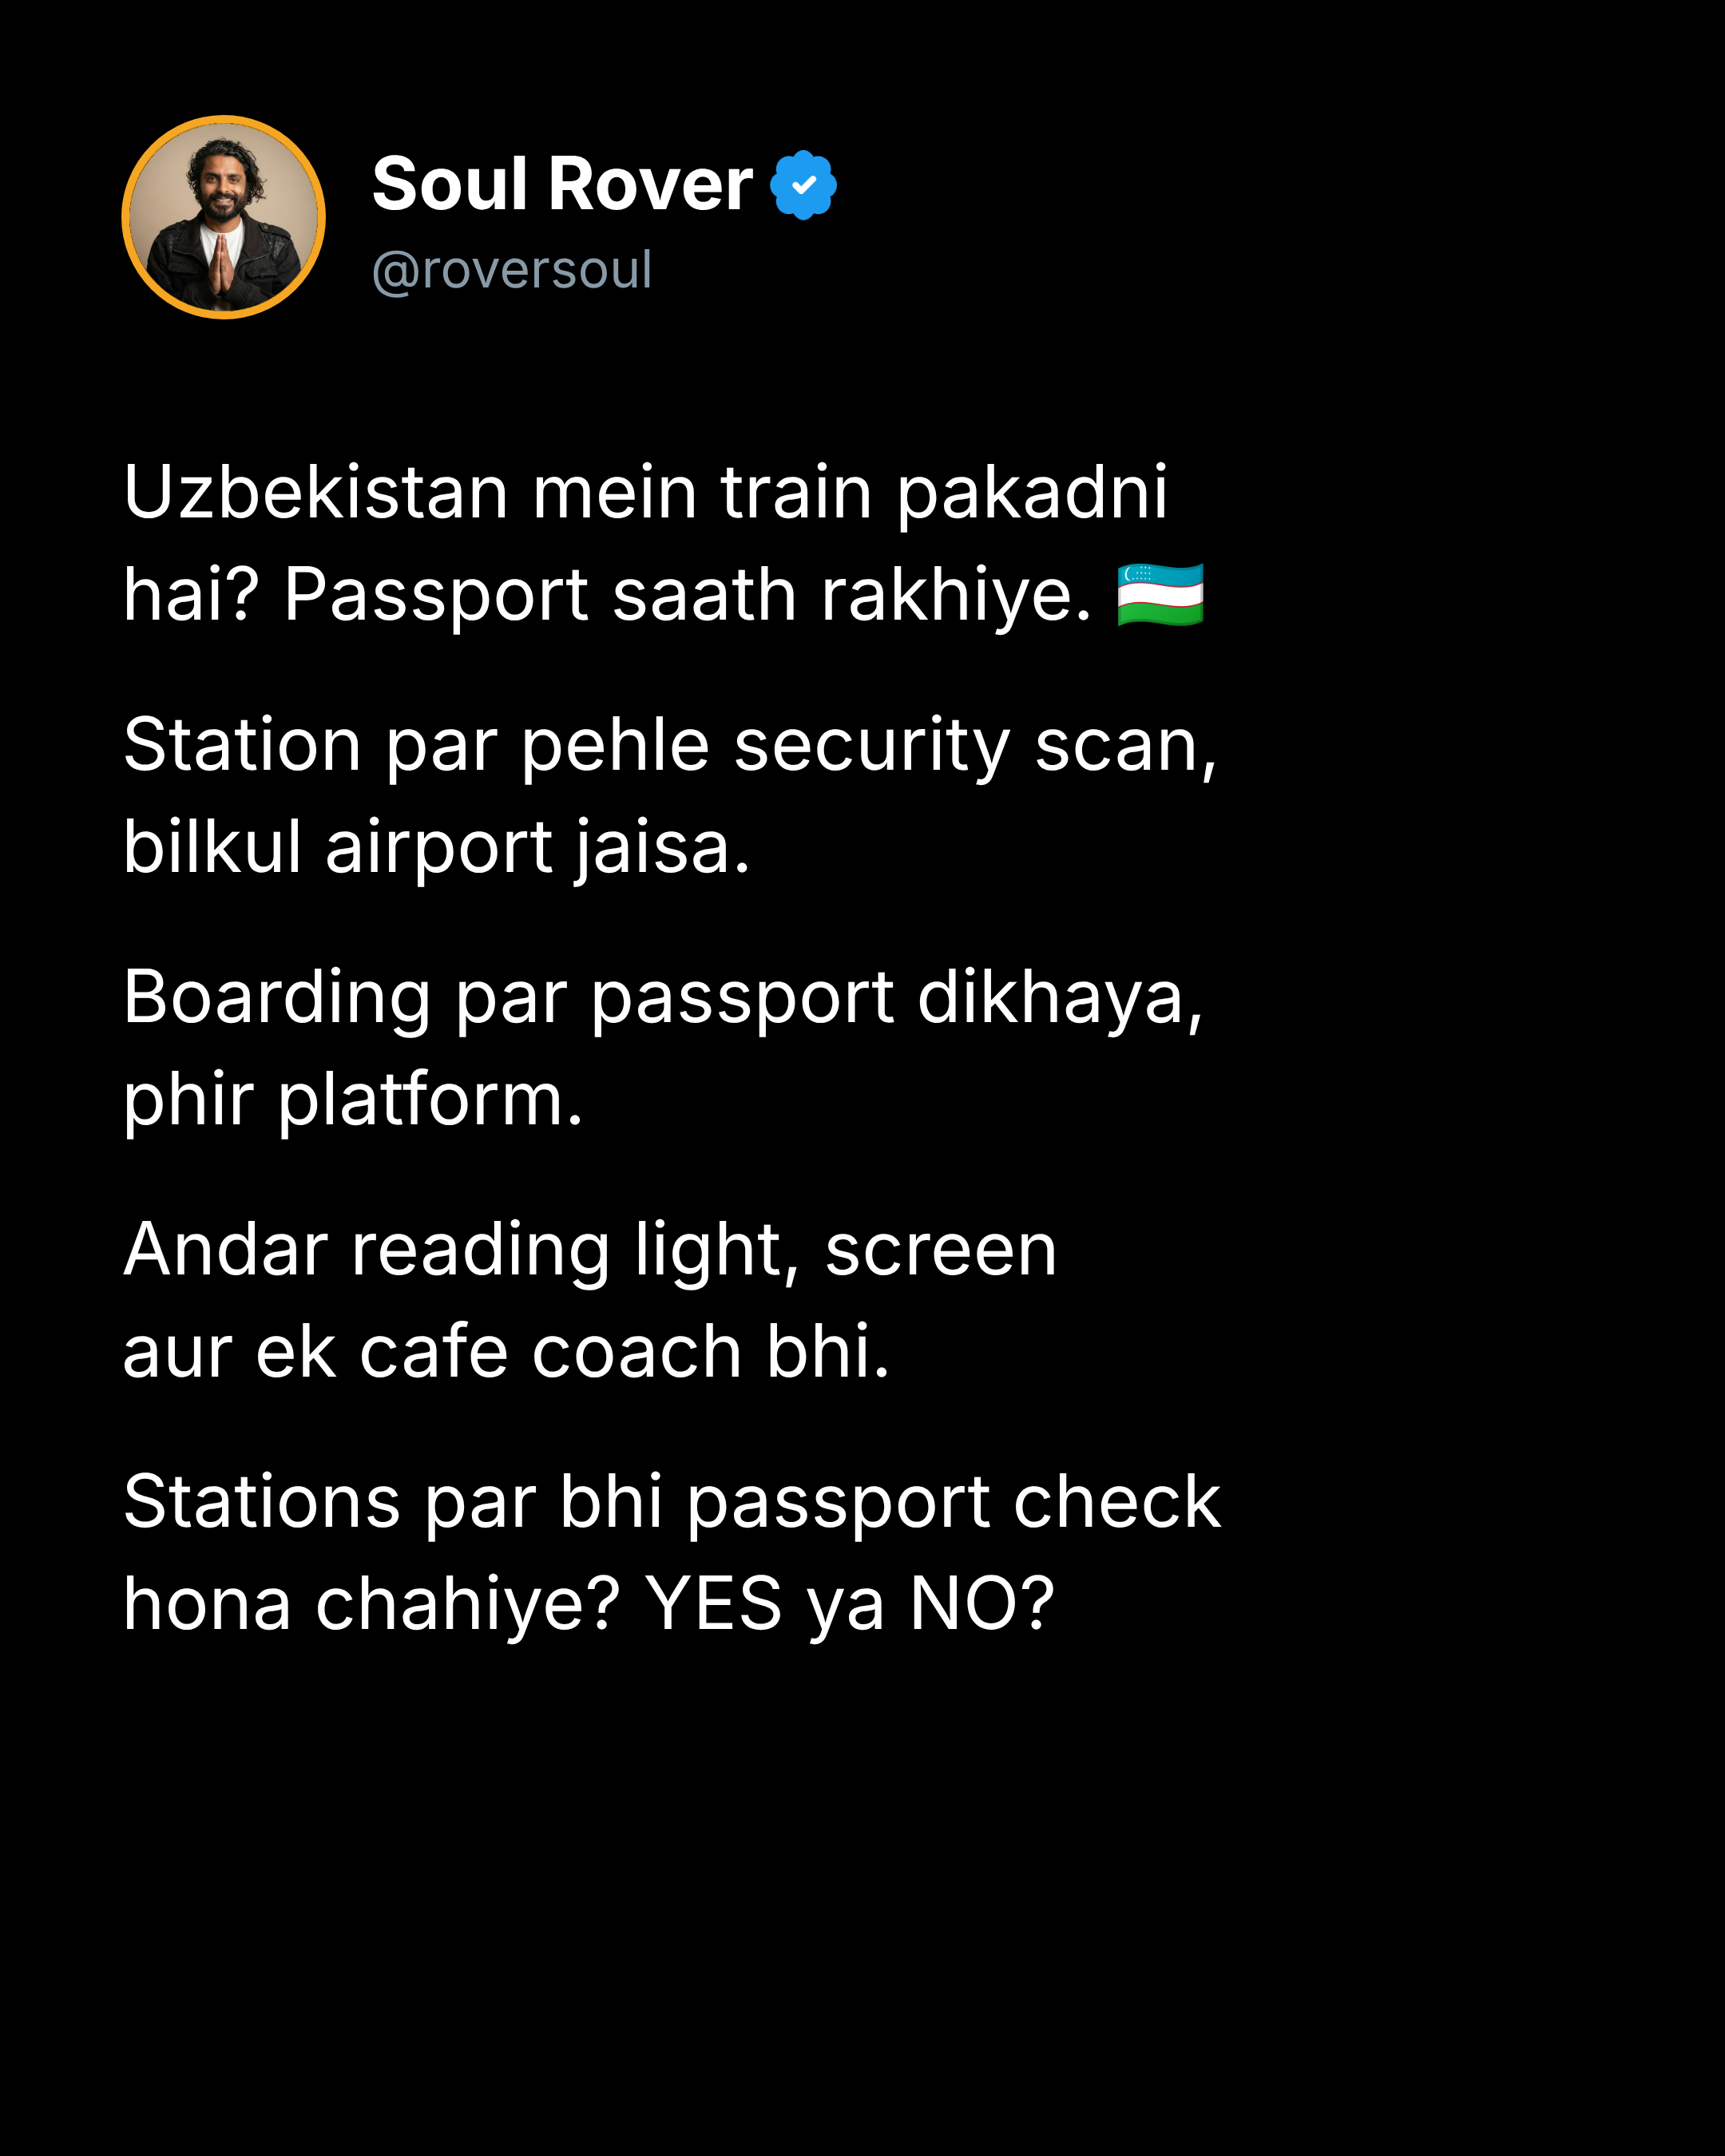 Soul Rover
@roversoul
Uzbekistan mein train pakadni
hai? Passport saath rakhiye. 🇺🇿
Station par pehle security scan,
bilkul airport jaisa.
Boarding par passport dikhaya,
phir platform.
Andar reading light, screen
aur ek cafe coach bhi.
Stations par bhi passport check
hona chahiye? YES ya NO?